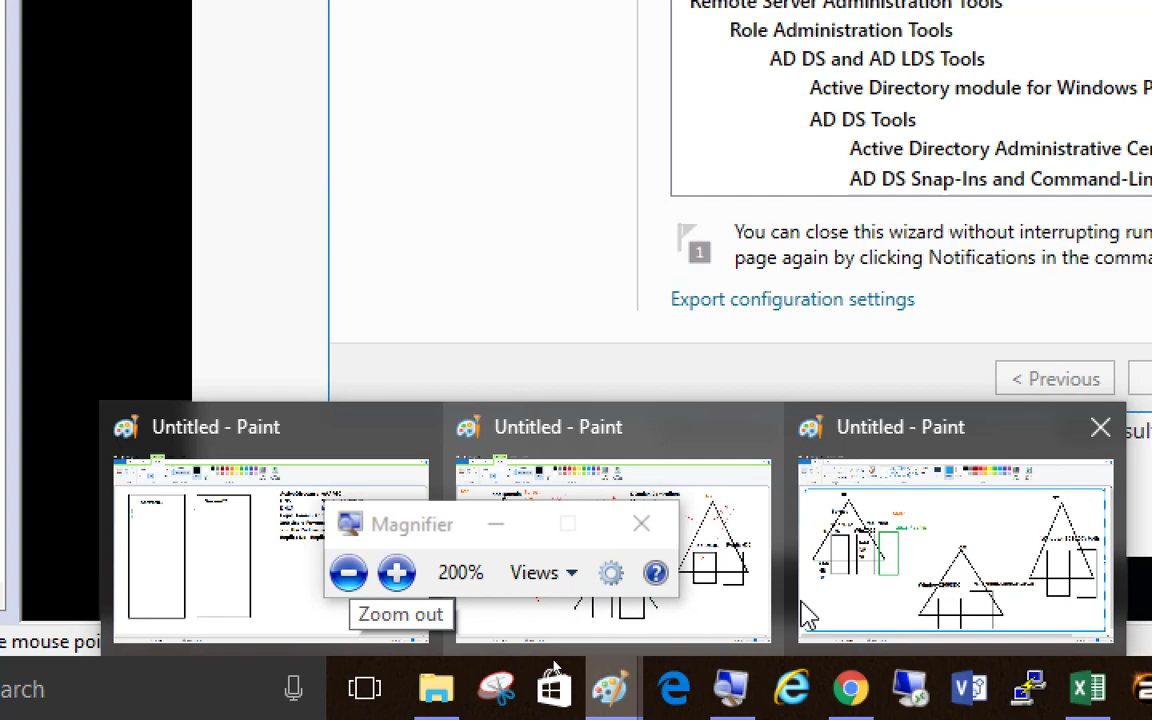 Remote Server Administration Tools
Role Administration Tools
AD DS and AD LDS Tools
Active Directory module for Windows P
AD DS Tools
Active Directory Administrative Ce
AD DS Snap-Ins and Command-Lin
1
You can close this wizard without interrupting run
page again by clicking Notifications in the comma
Export configuration settings
< Previous
Untitled - Paint
Untitled - Paint
Untitled - Paint
sult
Magnifier
200%
Views
Zoom out
e mouse poi
arch